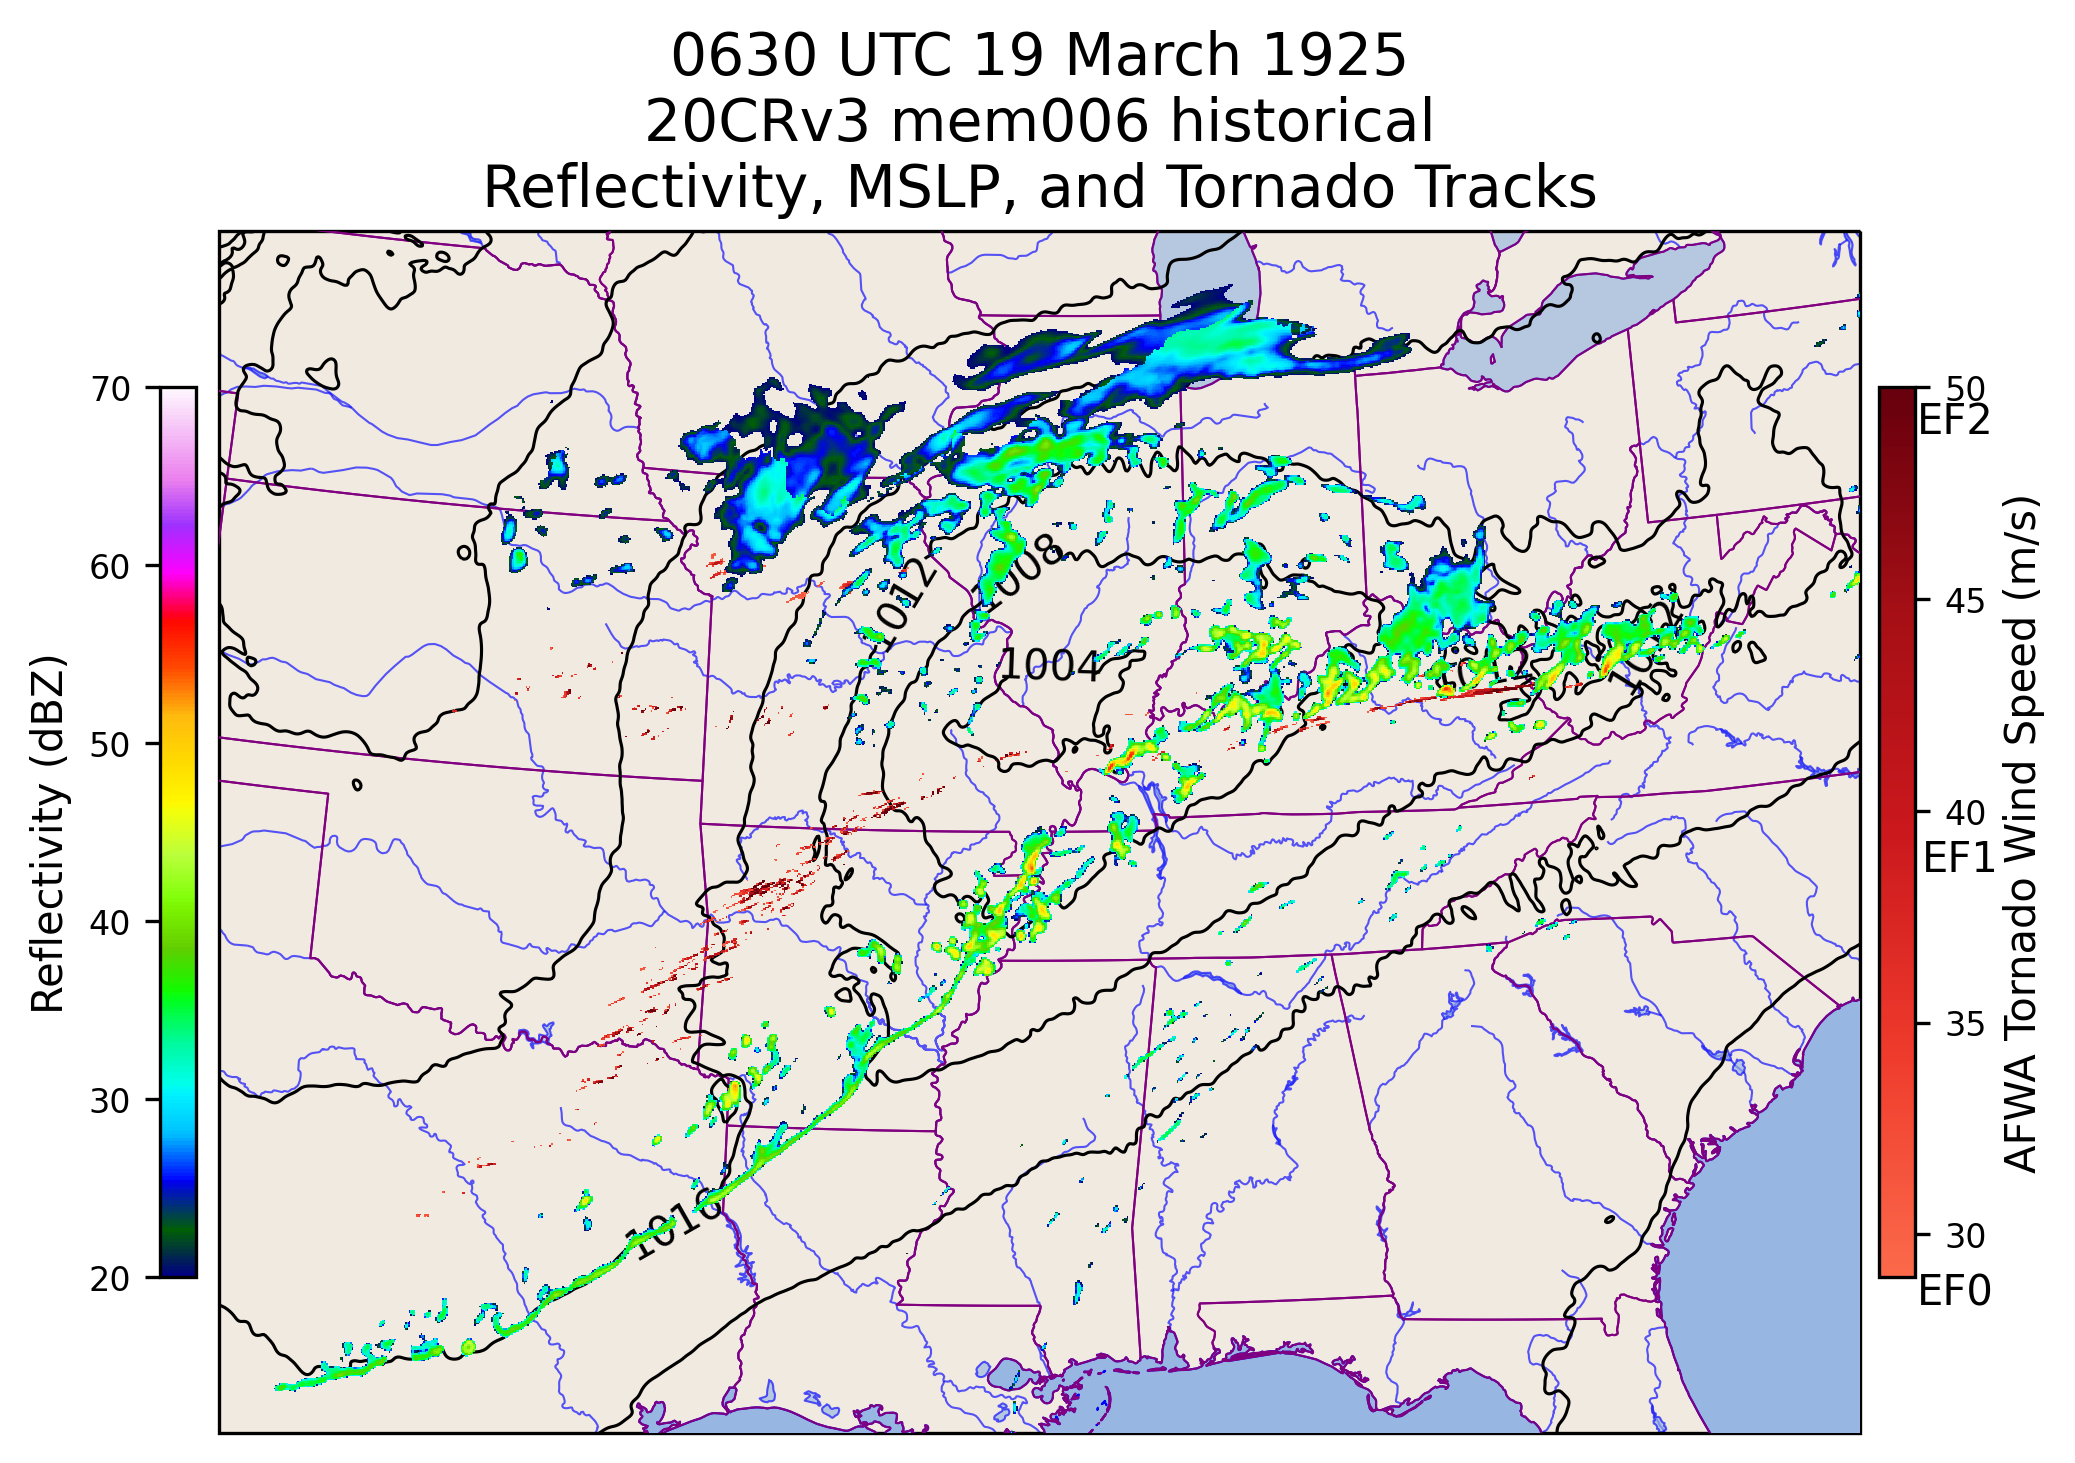 0630 UTC 19 March 1925
20CRv3 mem006 historical
Reflectivity, MSLP, and Tornado Tracks
70
60
50
40
30
20
Reflectivity (dBZ)
1012
1008
1004
1012
1016
50
EF2
45
40
EF1
35
30
EF0
AFWA Tornado Wind Speed (m/s)